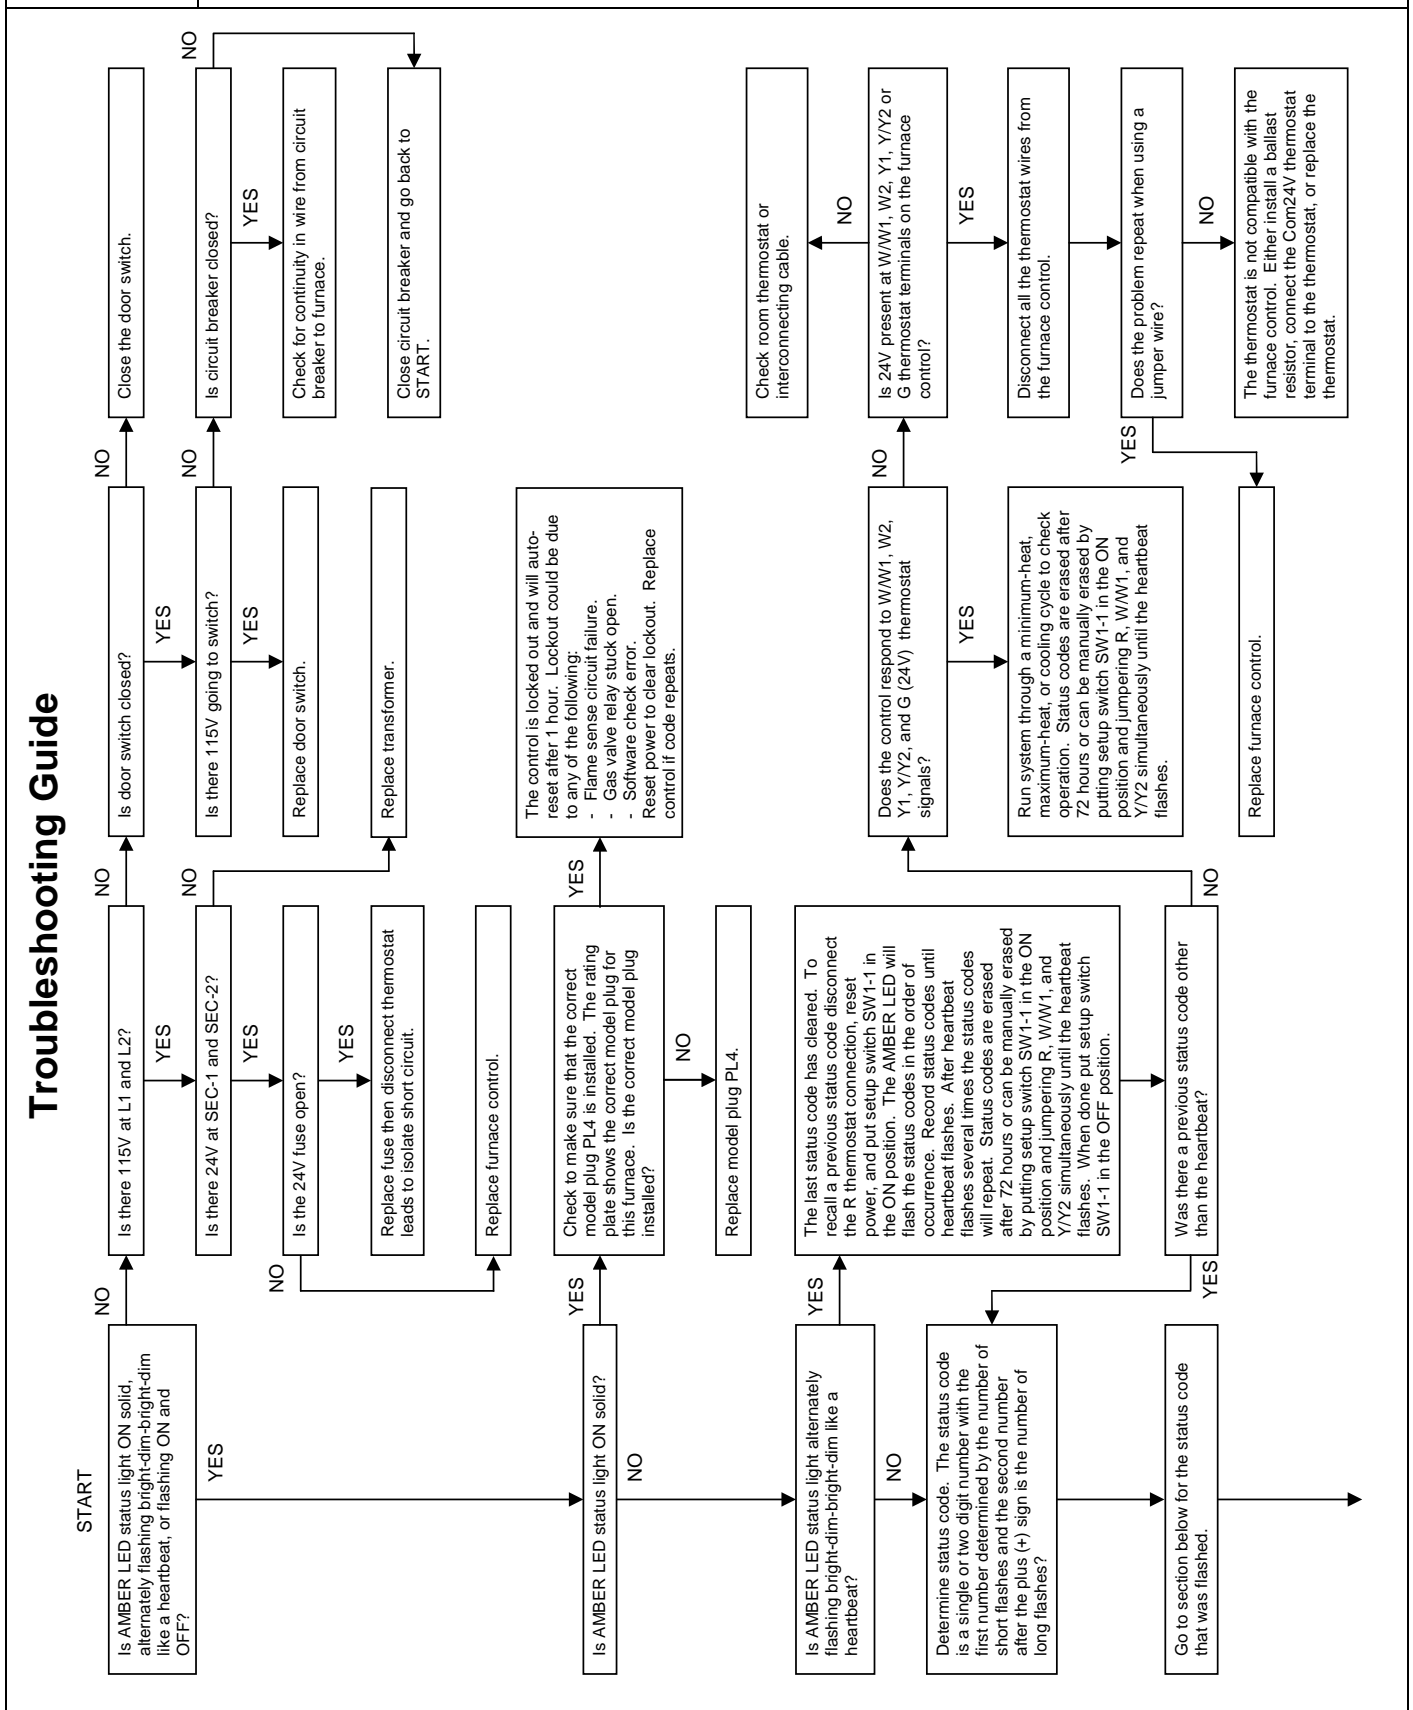 Troubleshooting Guide
START
Is AMBER LED status light ON solid,
alternately flashing bright-dim-bright-dim
like a heartbeat, or flashing ON and
OFF?
NO
YES
Is there 115V at L1 and L2?
NO
YES
Is door switch closed?
NO
YES
Close the door switch.
Is there 24V at SEC-1 and SEC-2?
NO
YES
Is there 115V going to switch?
NO
YES
Is circuit breaker closed?
NO
YES
Is the 24V fuse open?
NO
YES
Replace door switch.
Check for continuity in wire from circuit
breaker to furnace.
Replace fuse then disconnect thermostat
leads to isolate short circuit.
Replace transformer.
Close circuit breaker and go back to
START.
Replace furnace control.
Is AMBER LED status light ON solid?
YES
NO
Check to make sure that the correct
model plug PL4 is installed. The rating
plate shows the correct model plug for
this furnace. Is the correct model plug
installed?
YES
NO
The control is locked out and will auto-
reset after 1 hour. Lockout could be due
to any of the following:
- Flame sense circuit failure.
- Gas valve relay stuck open.
- Software check error.
Reset power to clear lockout. Replace
control if code repeats.
Replace model plug PL4.
Is AMBER LED status light alternately
flashing bright-dim-bright-dim like a
heartbeat?
YES
NO
The last status code has cleared. To
recall a previous status code disconnect
the R thermostat connection, reset
power, and put setup switch SW1-1 in
the ON position. The AMBER LED will
flash the status codes in the order of
occurrence. Record status codes until
heartbeat flashes. After heartbeat
flashes several times the status codes
will repeat. Status codes are erased
after 72 hours or can be manually erased
by putting setup switch SW1-1 in the ON
position and jumpering R, W/W1, and
Y/Y2 simultaneously until the heartbeat
flashes. When done put setup switch
SW1-1 in the OFF position.
Was there a previous status code other
than the heartbeat?
YES
NO
Determine status code. The status code
is a single or two digit number with the
first number determined by the number of
short flashes and the second number
after the plus (+) sign is the number of
long flashes?
Go to section below for the status code
that was flashed.
Does the control respond to W/W1, W2,
Y1, Y/Y2, and G (24V) thermostat
signals?
NO
YES
Run system through a minimum-heat,
maximum-heat, or cooling cycle to check
operation. Status codes are erased after
72 hours or can be manually erased by
putting setup switch SW1-1 in the ON
position and jumpering R, W/W1, and
Y/Y2 simultaneously until the heartbeat
flashes.
Check room thermostat or
interconnecting cable.
NO
Is 24V present at W/W1, W2, Y1, Y/Y2 or
G thermostat terminals on the furnace
control?
YES
Disconnect all the thermostat wires from
the furnace control.
Does the problem repeat when using a
jumper wire?
YES
NO
Replace furnace control.
The thermostat is not compatible with the
furnace control. Either install a ballast
resistor, connect the Com24V thermostat
terminal to the thermostat, or replace the
thermostat.